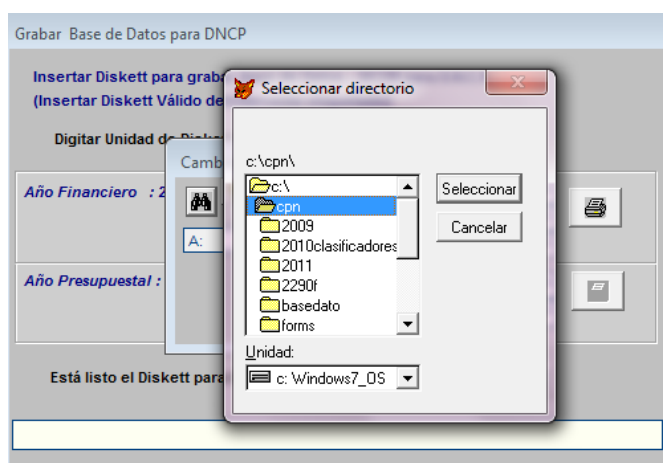 Grabar Base de Datos para DNCP
Insertar Diskett para graba
(Insertar Diskett Válido de
Digitar Unidad de
Camb
A:
Año Financiero : 2
Año Presupuestal :
Está listo el Diskett para
Seleccionar directorio
c:\cpn\
c:\
cpn
2009
2010clasificadores
2011
2290f
basedato
forms
Seleccionar
Cancelar
Unidad:
c: Windows7_OS